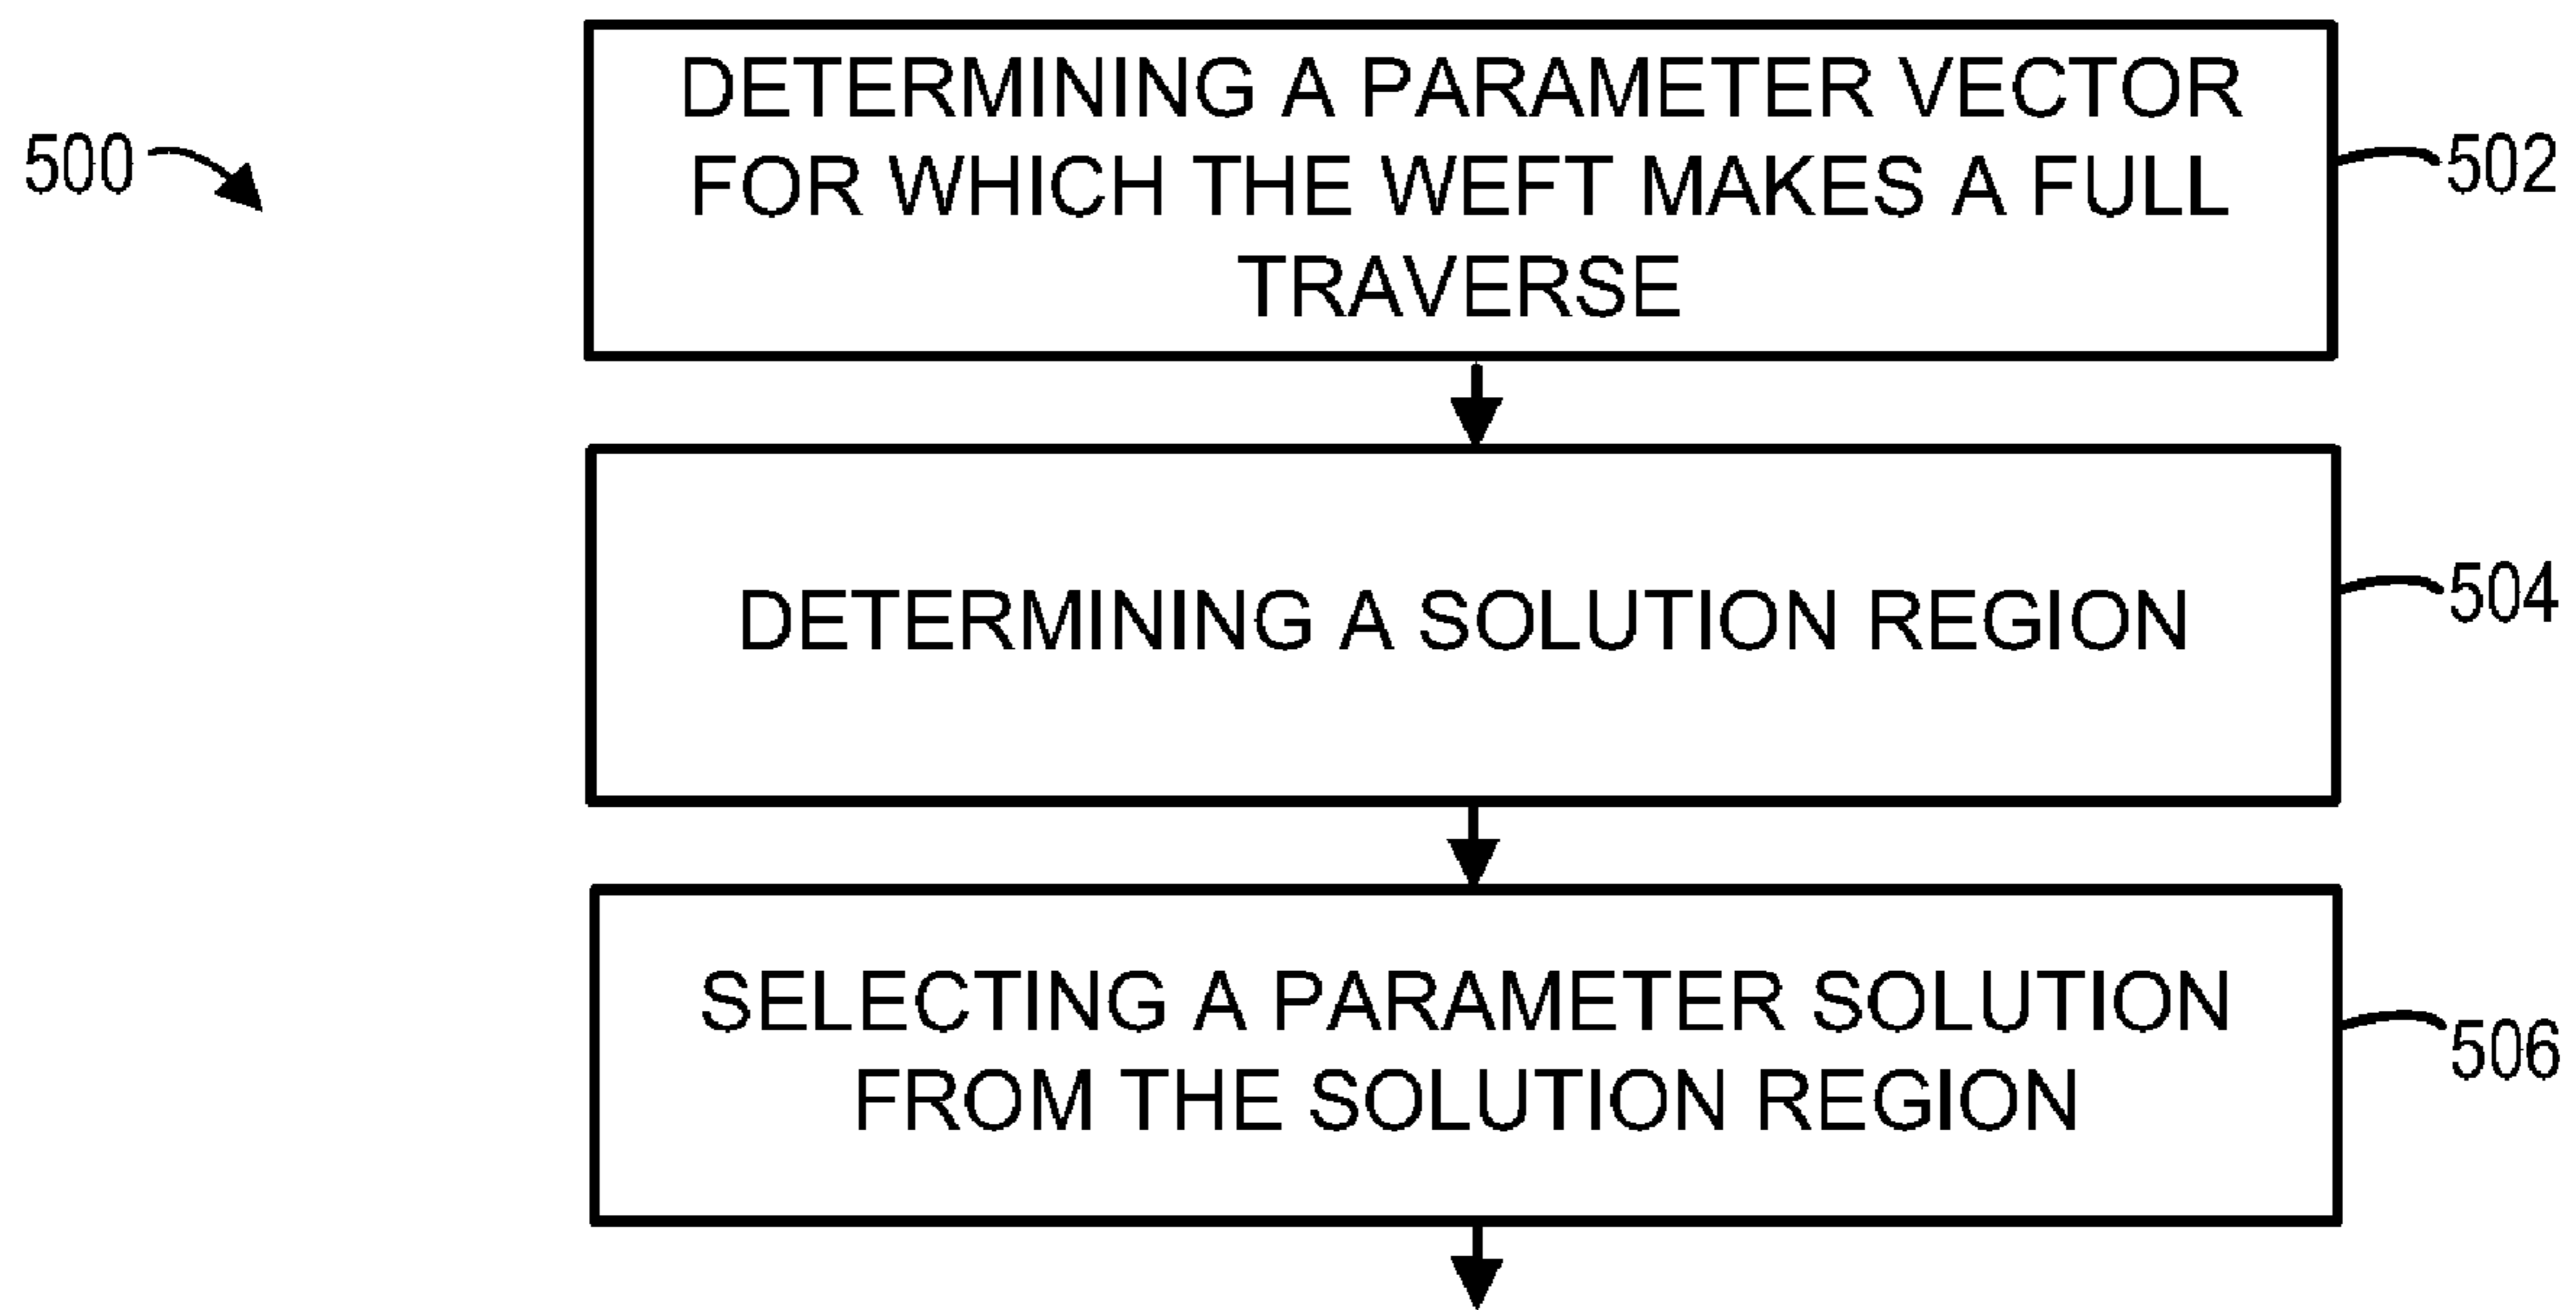 500
DETERMINING A PARAMETER VECTOR
FOR WHICH THE WEFT MAKES A FULL
TRAVERSE
502
DETERMINING A SOLUTION REGION
504
SELECTING A PARAMETER SOLUTION
FROM THE SOLUTION REGION
506